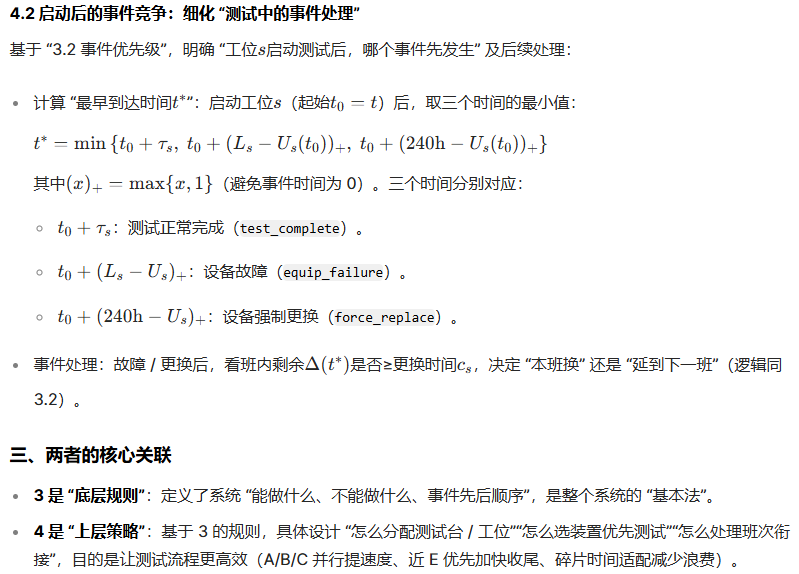 4.2 启动后的事件竞争：细化 “测试中的事件处理”
基于 “3.2 事件优先级”，明确 “工位s启动测试后，哪个事件先发生” 及后续处理：
• 计算 “最早到达时间t*”：启动工位s（起始t₀ = t）后，取三个时间的最小值：
t* = min {t₀ + τₛ, t₀ + (Lₛ − Uₛ(t₀))₊, t₀ + (240h − Uₛ(t₀))₊}
其中(x)₊ = max{x, 1}（避免事件时间为 0）。三个时间分别对应：
◦ t₀ + τₛ：测试正常完成（test_complete）。
◦ t₀ + (Lₛ − Uₛ)₊：设备故障（equip_failure）。
◦ t₀ + (240h − Uₛ)₊：设备强制更换（force_replace）。
• 事件处理：故障 / 更换后，看班内剩余Δ(t*)是否≥更换时间cₛ，决定 “本班换” 还是 “延到下一班”（逻辑同
3.2）。
三、两者的核心关联
• 3 是 “底层规则”：定义了系统 “能做什么、不能做什么、事件先后顺序”，是整个系统的 “基本法”。
• 4 是 “上层策略”：基于 3 的规则，具体设计 “怎么分配测试台 / 工位”“怎么选装置优先测试”“怎么处理班次衔
接”，目的是让测试流程更高效（A/B/C 并行提速度、近 E 优先加快收尾、碎片时间适配减少浪费）。